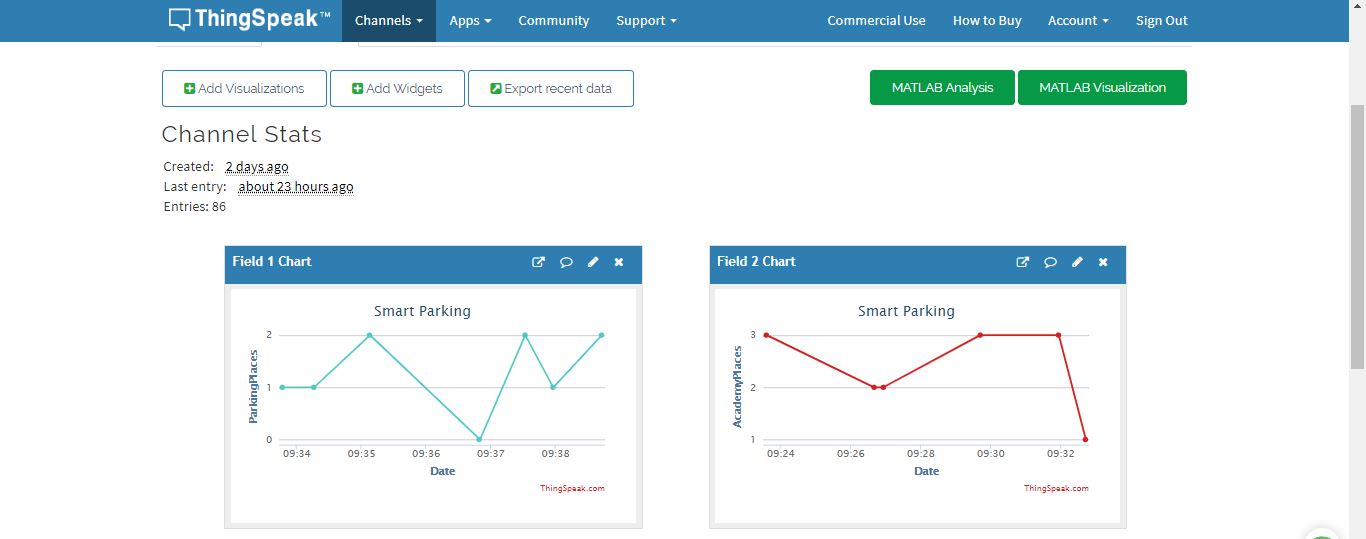 ThingSpeak™ Channels Apps Community Support Commercial Use How to Buy Account Sign Out
Add Visualizations Add Widgets Export recent data MATLAB Analysis MATLAB Visualization
Channel Stats
Created: 2 days ago
Last entry: about 23 hours ago
Entries: 86
Field 1 Chart
Smart Parking
ParkingPlaces
2
1
0
09:34 09:35 09:36 09:37 09:38
Date
ThingSpeak.com
Field 2 Chart
Smart Parking
AcademyPlaces
3
2
1
09:24 09:26 09:28 09:30 09:32
Date
ThingSpeak.com